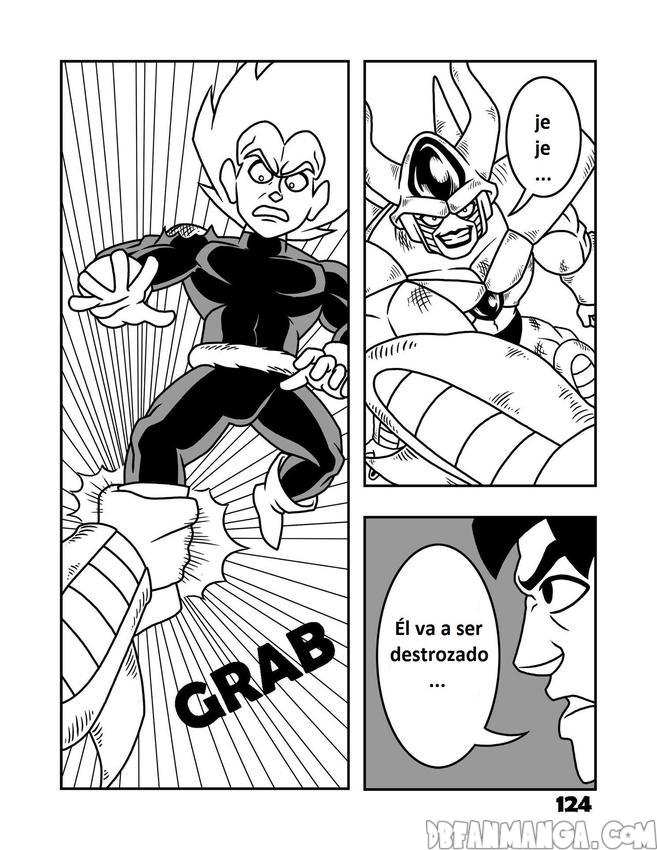 GRAB
je
je
...
Él va a ser
destrozado
...
124
DBFANMANGA.COM